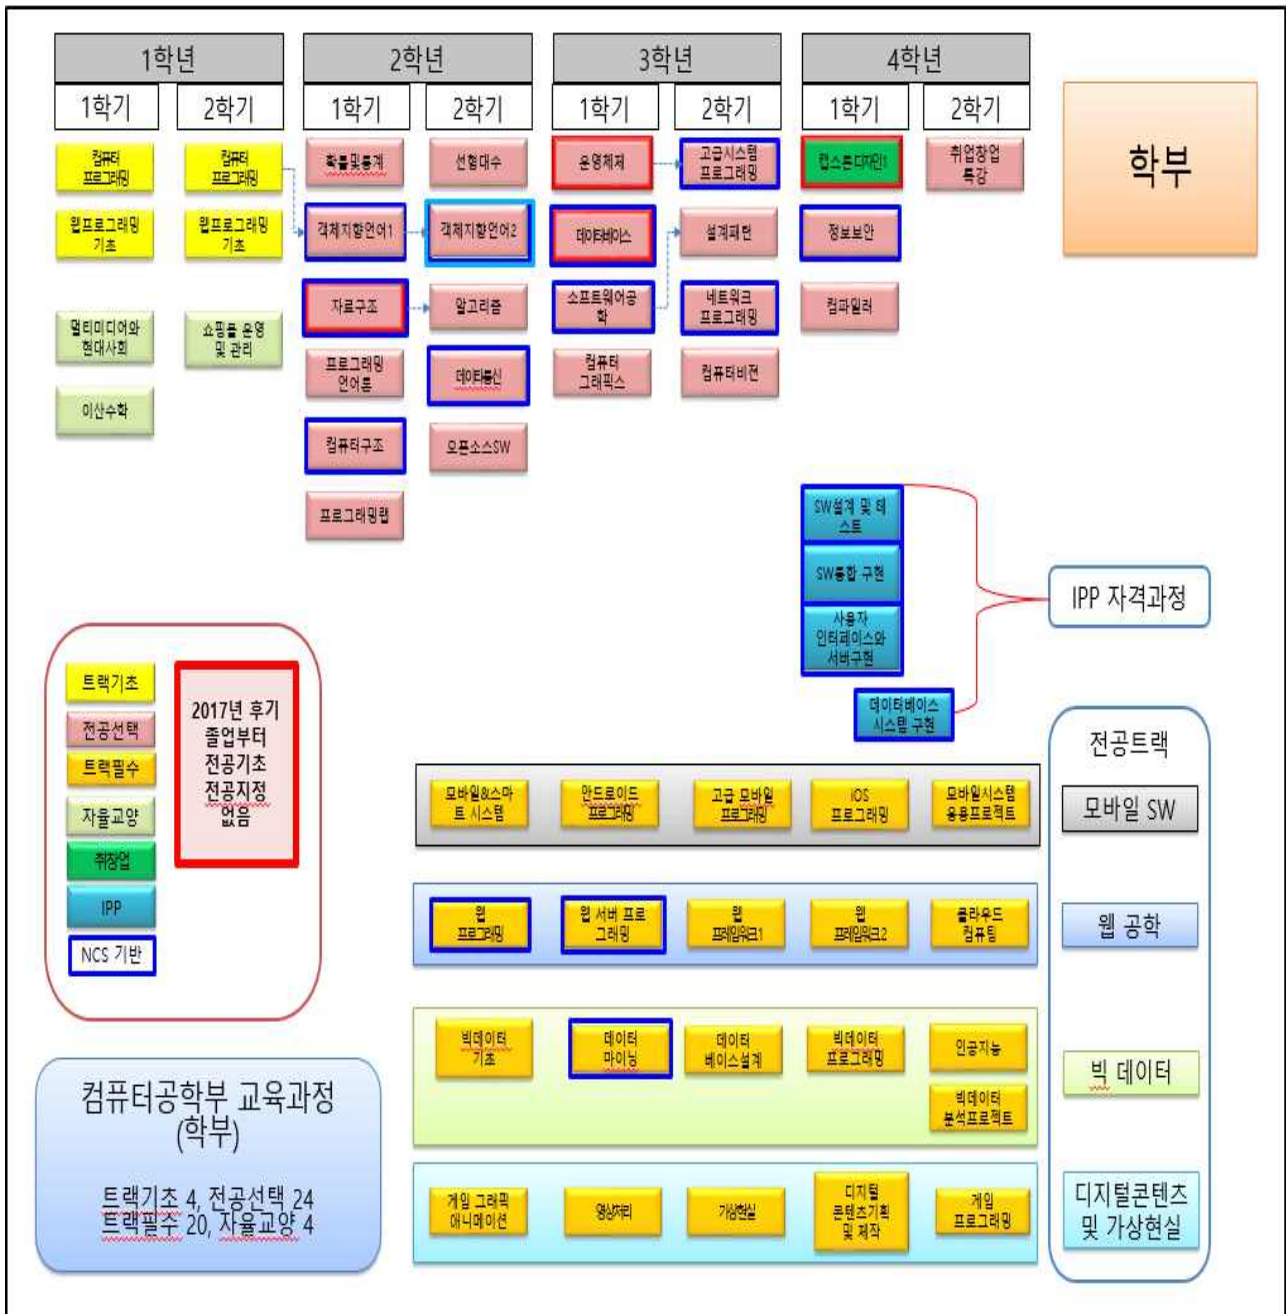 1학년
2학년
3학년
4학년
1학기
2학기
1학기
2학기
1학기
2학기
1학기
2학기
학부
컴퓨터
프로그래밍
컴퓨터
프로그래밍
확률및통계
선형대수
운영체제
고급시스템
프로그래밍
캡스톤디자인1
취업창업
특강
웹프로그래밍
기초
웹프로그래밍
기초
객체지향언어1
객체지향언어2
데이터베이스
설계패턴
정보보안
멀티미디어와
현대사회
쇼핑몰 운영
및 관리
자료구조
알고리즘
소프트웨어공
학
네트워크
프로그래밍
컴파일러
이산수학
프로그래밍
언어론
데이터통신
컴퓨터
그래픽스
컴퓨터비전
컴퓨터구조
오픈소스SW
프로그래밍랩
SW설계 및 테
스트
SW통합 구현
사용자
인터페이스와
서버구현
데이터베이스
시스템 구현
IPP 자격과정
트랙기초
전공선택
트랙필수
자율교양
취창업
IPP
NCS 기반
2017년 후기
졸업부터
전공기초
전공지정
없음
전공트랙
모바일&스마
트 시스템
안드로이드
프로그래밍
고급 모바일
프로그래밍
iOS
프로그래밍
모바일시스템
응용프로젝트
모바일 SW
웹
프로그래밍
웹 서버 프로
그래밍
웹
프레임워크1
웹
프레임워크2
클라우드
컴퓨팅
웹 공학
빅데이터
기초
데이터
마이닝
데이터
베이스설계
빅데이터
프로그래밍
인공지능
빅데이터
분석프로젝트
빅 데이터
컴퓨터공학부 교육과정
(학부)
트랙기초 4, 전공선택 24
트랙필수 20, 자율교양 4
게임 그래픽
애니메이션
영상처리
가상현실
디지털
콘텐츠기획
및 제작
게임
프로그래밍
디지털콘텐츠
및 가상현실